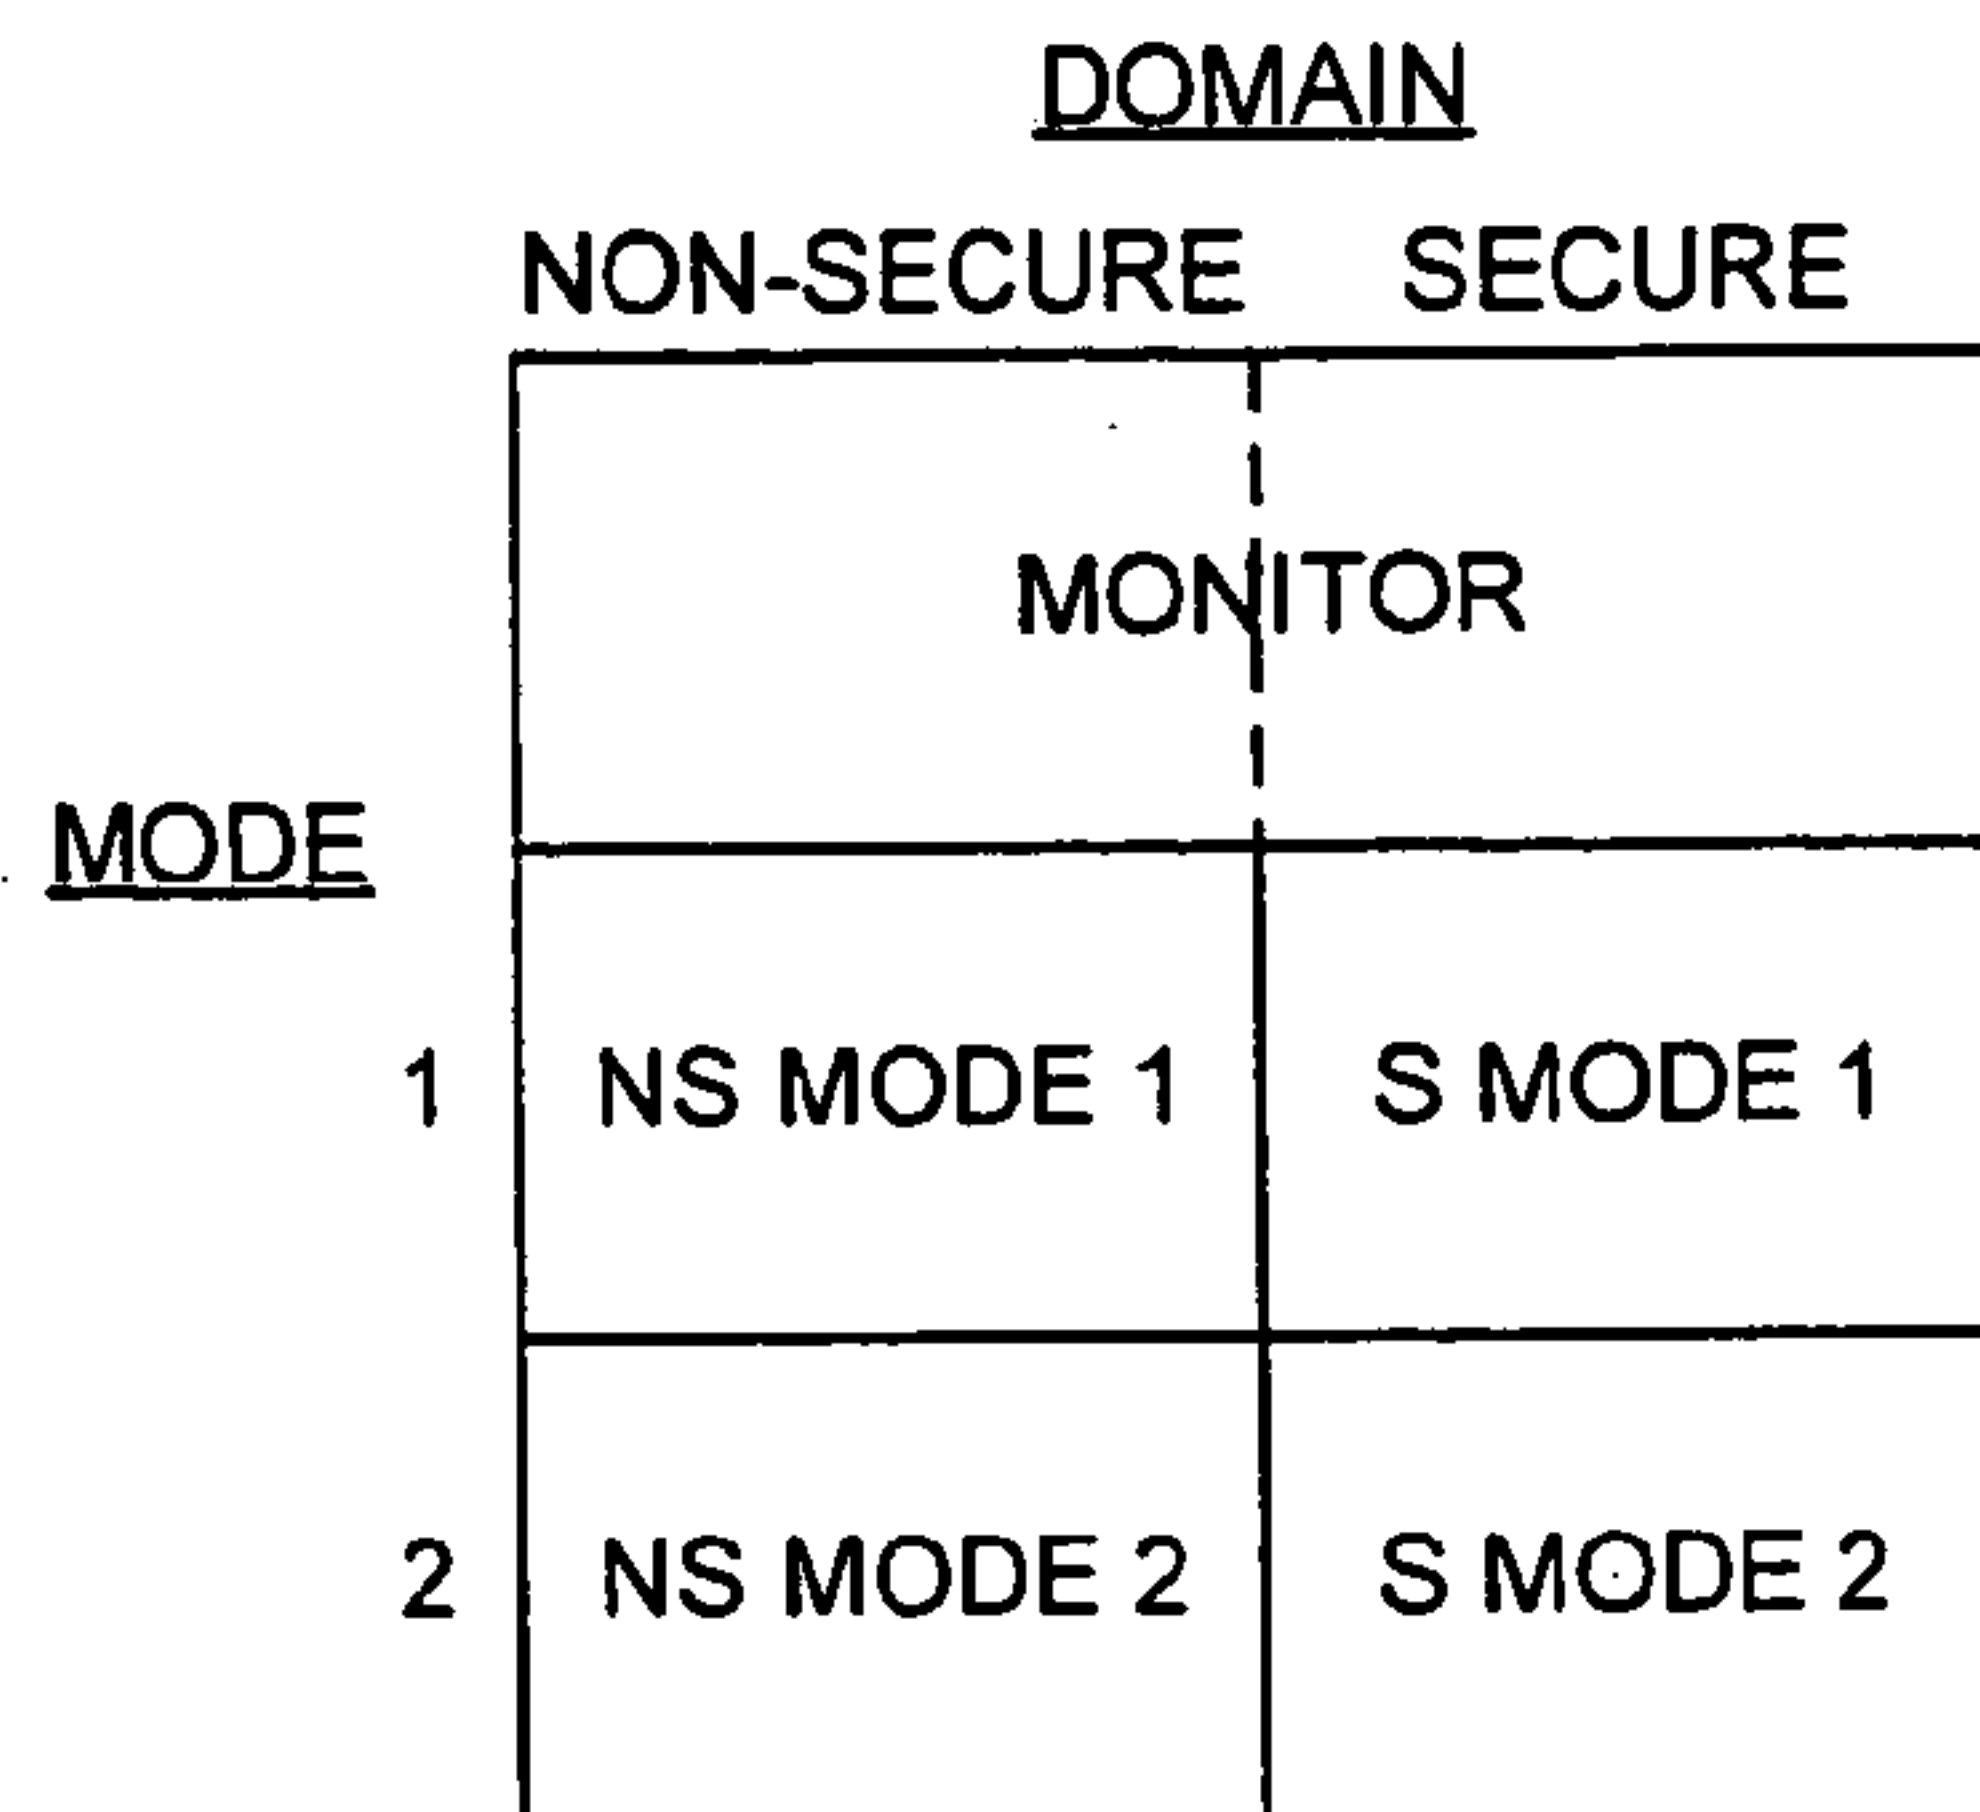 DOMAIN
NON-SECURE SECURE
MONITOR
MODE
1 NS MODE 1 S MODE 1
2 NS MODE 2 S MODE 2